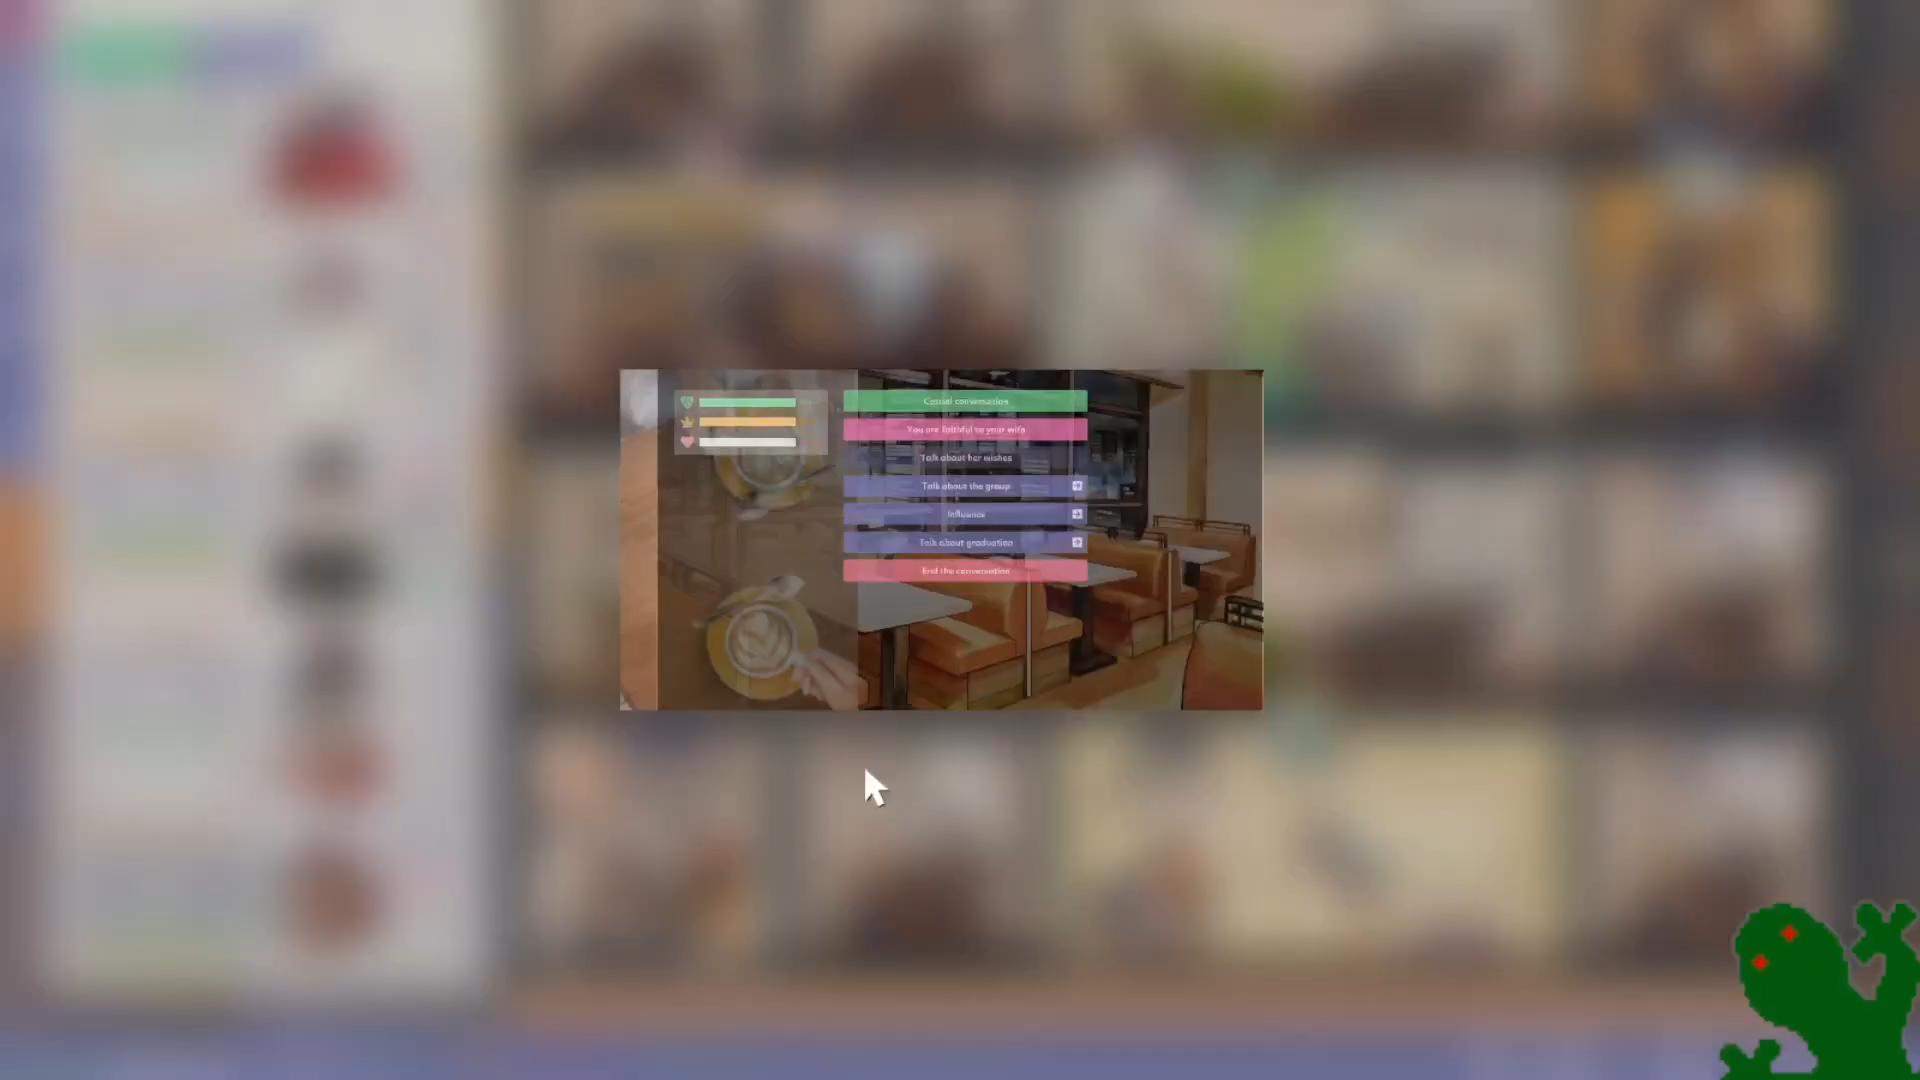 Casual conversation
You are faithful to your wife
Talk about her wishes
Talk about the group
Influence
Talk about graduation
End the conversation